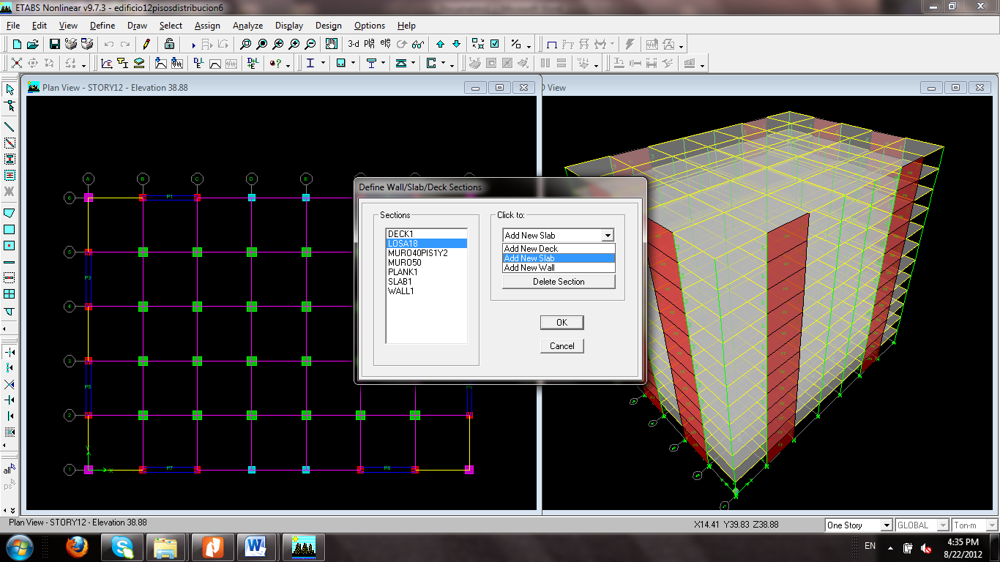 ETABS Nonlinear v9.7.3 - edificio12pisosdistribucion6
File Edit View Define Draw Select Assign Analyze Display Design Options Help
3-d
Plan View - STORY12 - Elevation 38.88
D View
A B C D E
6
5
4
3
2
1
P1
P3
P5
P7
P8
Y
X
Define Wall/Slab/Deck Sections
Sections
DECK1
LOSA18
MURO40PIS1Y2
MURO50
PLANK1
SLAB1
WALL1
Click to:
Add New Slab
Add New Deck
Add New Slab
Add New Wall
Delete Section
OK
Cancel
all
ps
Plan View - STORY12 - Elevation 38.88
X14.41 Y39.83 Z38.88
One Story
GLOBAL
Ton-m
EN
4:35 PM
8/22/2012